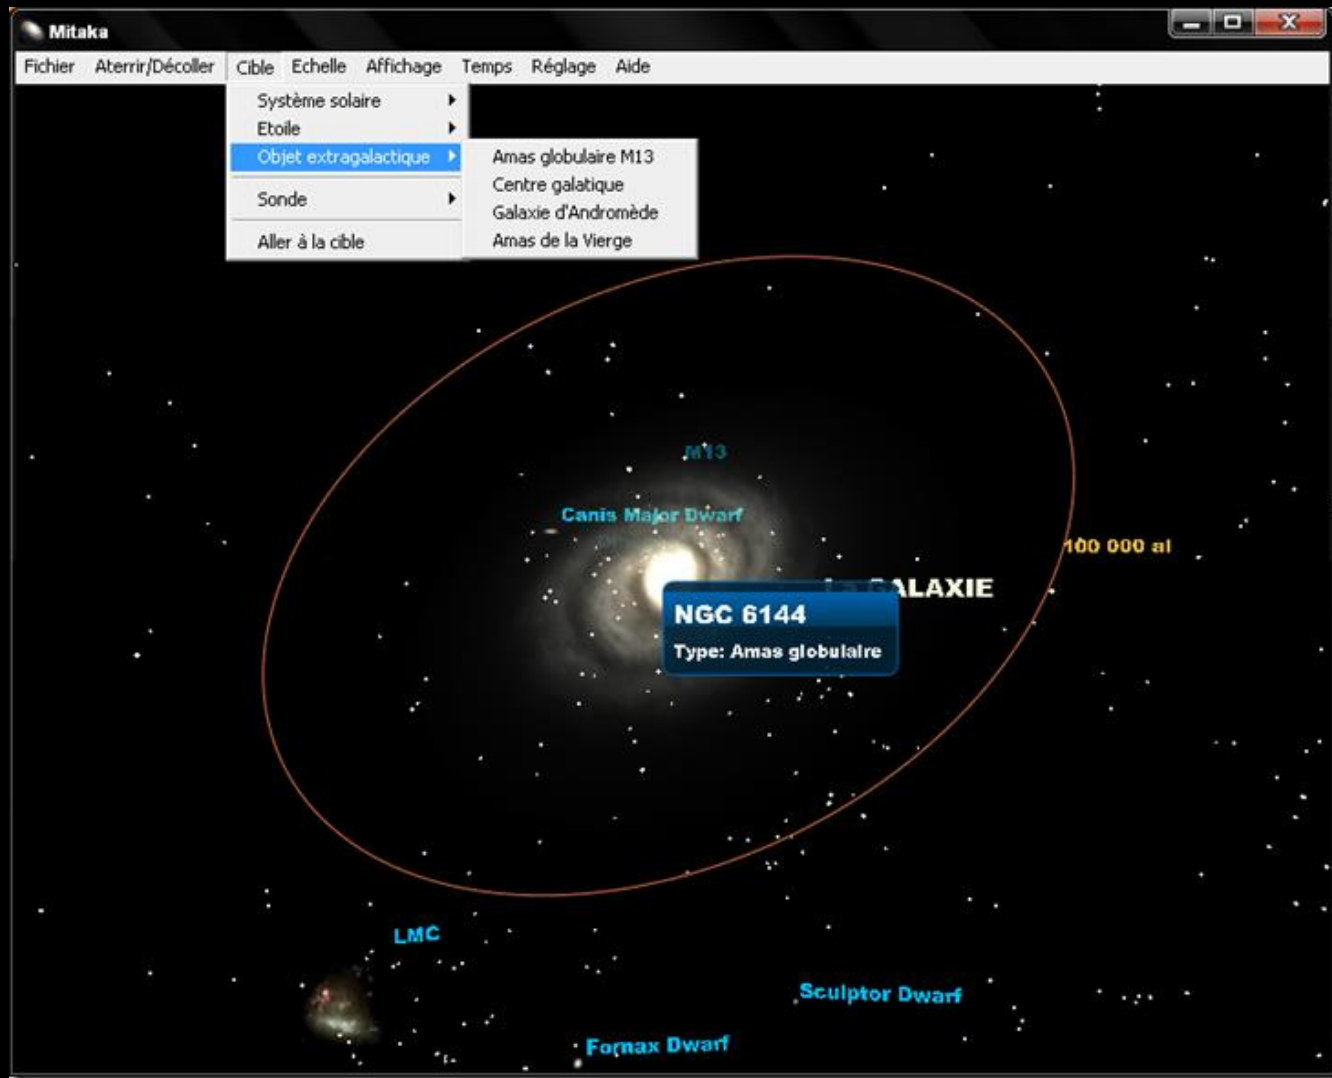 Mitaka
Fichier Aterrir/Décoller Cible Echelle Affichage Temps Réglage Aide
Système solaire
Etoile
Objet extragalactique
Sonde
Aller à la cible
Amas globulaire M13
Centre galatique
Galaxie d'Andromède
Amas de la Vierge
M13
Canis Major Dwarf
100 000 al
La GALAXIE
NGC 6144
Type: Amas globulaire
LMC
Sculptor Dwarf
Fornax Dwarf